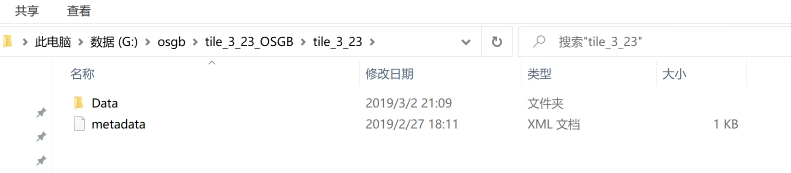 共享 查看
此电脑 > 数据 (G:) > osgb > tile_3_23_OSGB > tile_3_23 > 搜索"tile_3_23"
名称 修改日期 类型 大小
Data 2019/3/2 21:09 文件夹
metadata 2019/2/27 18:11 XML 文档 1 KB